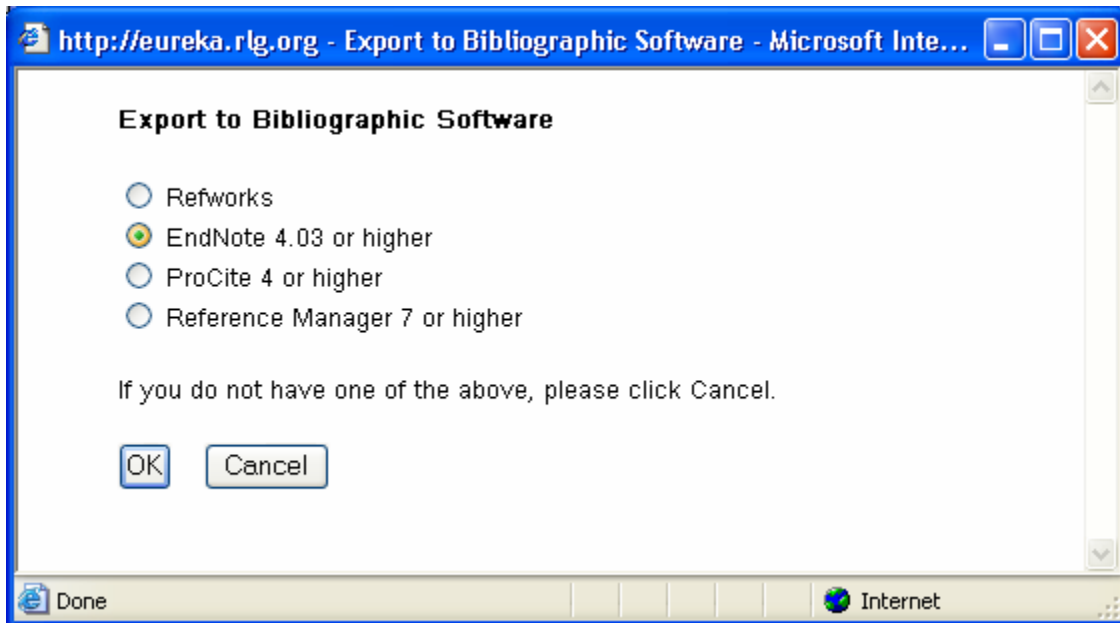 http://eureka.rlg.org - Export to Bibliographic Software - Microsoft Inte...
Export to Bibliographic Software
Refworks
EndNote 4.03 or higher
ProCite 4 or higher
Reference Manager 7 or higher
If you do not have one of the above, please click Cancel.
OK Cancel
Done Internet